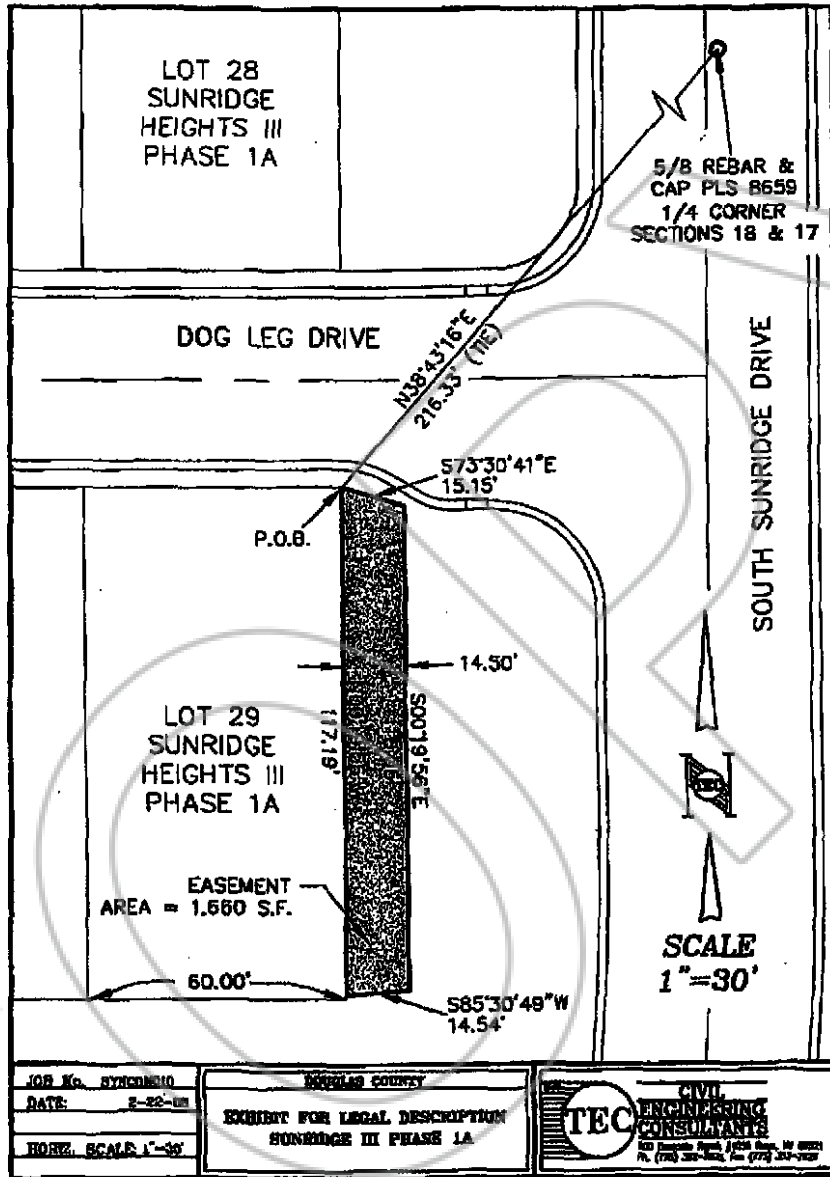 LOT 28
SUNRIDGE
HEIGHTS III
PHASE 1A
5/8 REBAR &
CAP PLS 8659
1/4 CORNER
SECTIONS 18 & 17
DOG LEG DRIVE
N38°43'16"E
216.33' (TIE)
SOUTH SUNRIDGE DRIVE
S73°30'41"E
15.15'
P.O.B.
14.50'
S00°19'56"E
117.19'
LOT 29
SUNRIDGE
HEIGHTS III
PHASE 1A
EASEMENT
AREA = 1.660 S.F.
60.00'
S85°30'49"W
14.54'
TEC
SCALE
1"=30'
JOB No.
DATE:
HORIZ. SCALE: 1"=30'
DOUGLAS COUNTY
EXHIBIT FOR LEGAL DESCRIPTION
SUNRIDGE III PHASE 1A
TEC
CIVIL
ENGINEERING
CONSULTANTS